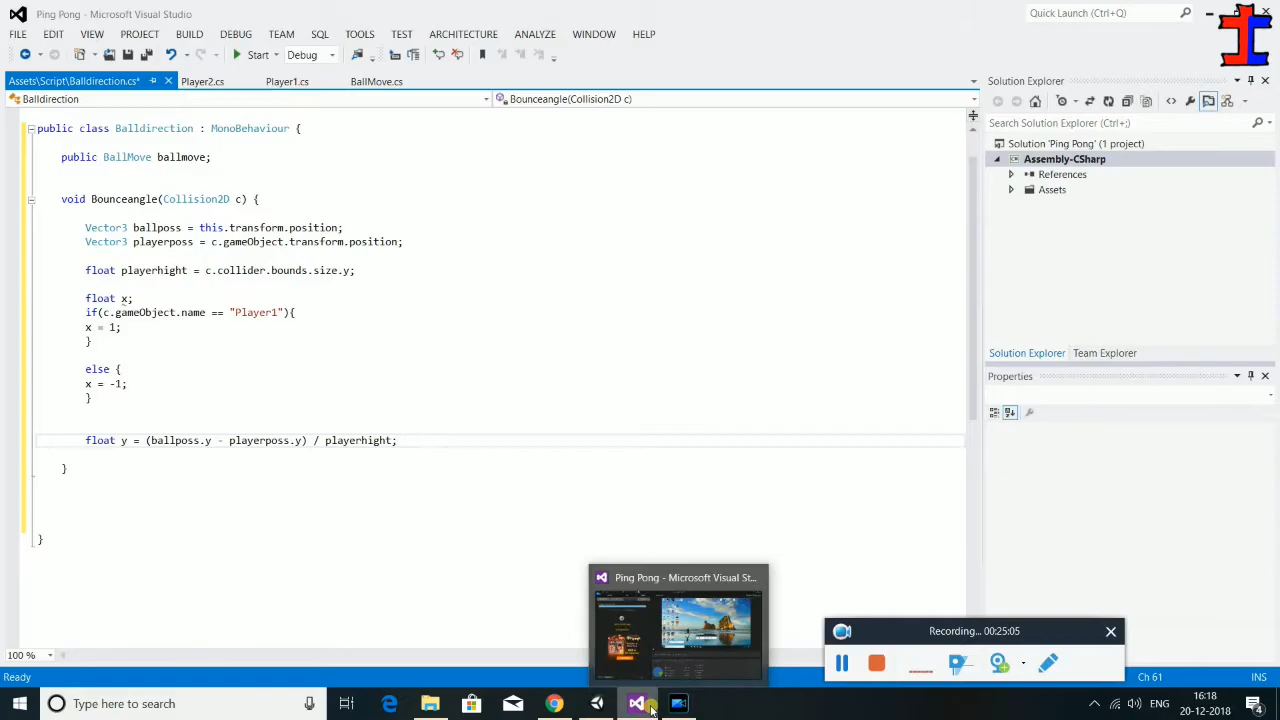 Ping Pong - Microsoft Visual Studio
Quick Launch (Ctrl+Q)
FILE EDIT VIEW PROJECT BUILD DEBUG TEAM SQL TOOLS TEST ARCHITECTURE ANALYZE WINDOW HELP
Start Debug
Assets\Script\Balldirection.cs* Player2.cs Player1.cs BallMove.cs
Balldirection Bounceangle(Collision2D c)
public class Balldirection : MonoBehaviour {
public BallMove ballmove;
void Bounceangle(Collision2D c) {
Vector3 ballposs = this.transform.position;
Vector3 playerposs = c.gameObject.transform.position;
float playerhight = c.collider.bounds.size.y;
float x;
if(c.gameObject.name == "Player1"){
x = 1;
}
else {
x = -1;
}
float y = (ballposs.y - playerposs.y) / playerhight;
}
}
Solution Explorer
Search Solution Explorer (Ctrl+;)
Solution 'Ping Pong' (1 project)
Assembly-CSharp
References
Assets
Solution Explorer Team Explorer
Properties
Ping Pong - Microsoft Visual St...
Recording... 00:25:05
100 %
Ready Ch 61 INS
Type here to search
ENG
16:18
20-12-2018
4